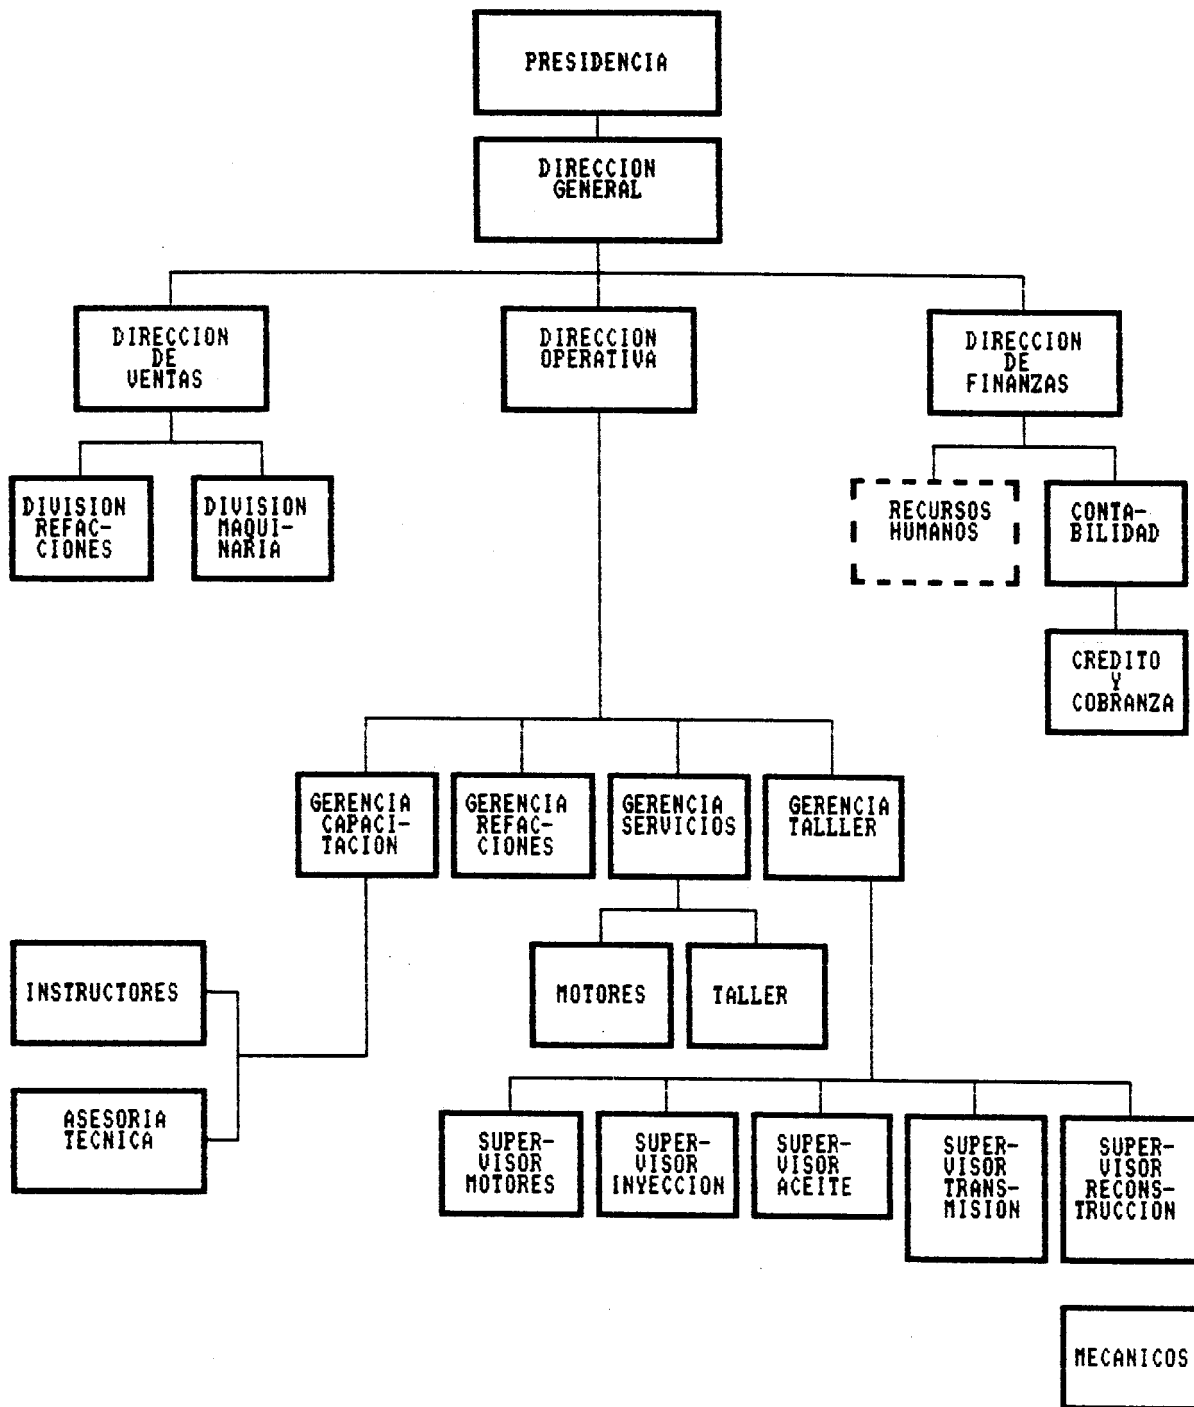 PRESIDENCIA
DIRECCION
GENERAL
DIRECCION
DE
VENTAS
DIRECCION
OPERATIVA
DIRECCION
DE
FINANZAS
DIVISION
REFAC-
CIONES
DIVISION
MAQUI-
NARIA
RECURSOS
HUMANOS
CONTA-
BILIDAD
CREDITO
Y
COBRANZA
GERENCIA
CAPACI-
TACION
GERENCIA
REFAC-
CIONES
GERENCIA
SERVICIOS
GERENCIA
TALLLER
INSTRUCTORES
MOTORES
TALLER
ASESORIA
TECNICA
SUPER-
VISOR
MOTORES
SUPER-
VISOR
INYECCION
SUPER-
VISOR
ACEITE
SUPER-
VISOR
TRANS-
MISION
SUPER-
VISOR
RECONS-
TRUCCION
MECANICOS